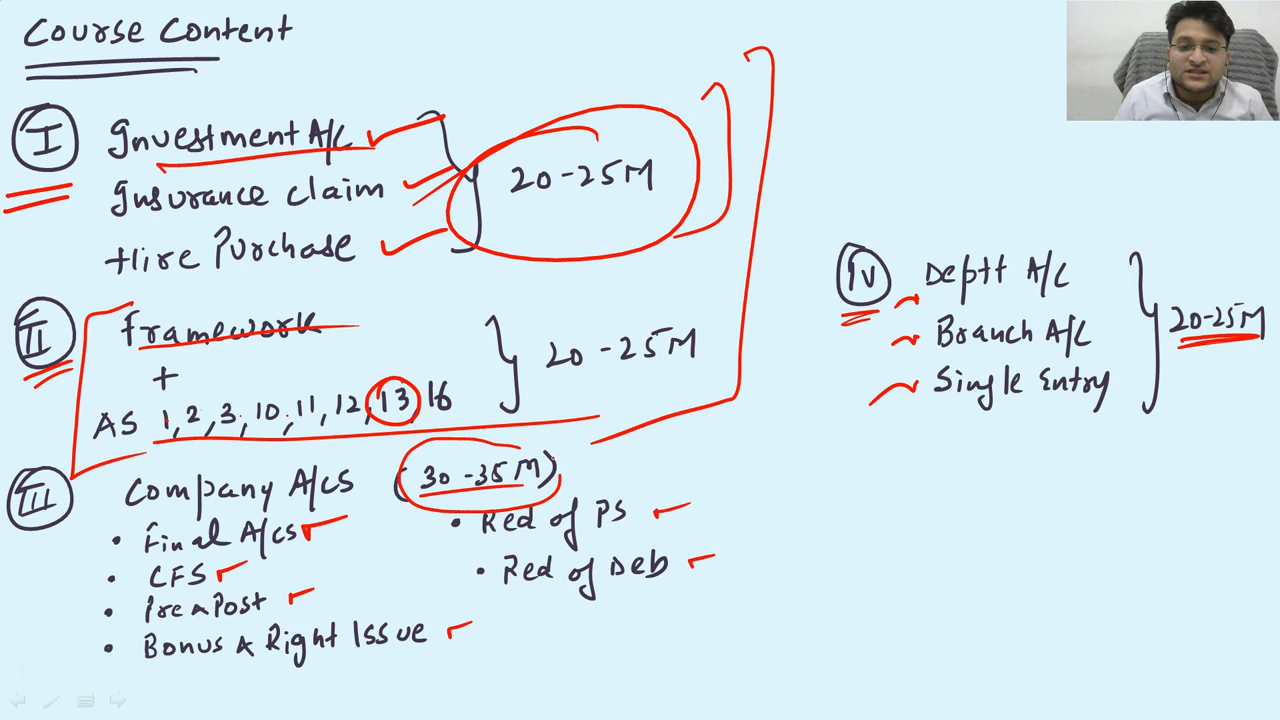 Course Content
I Investment A/C
Insurance claim
Hire Purchase
20-25M
II Framework
+
AS 1, 2, 3, 10, 11, 12, 13, 16
20-25M
III Company A/cs (30-35M)
• Final A/cs
• CFS
• Pre & Post
• Bonus & Right Issue
• Red of PS
• Red of Deb
IV Deptt A/C
Branch A/C
Single Entry
20-25M